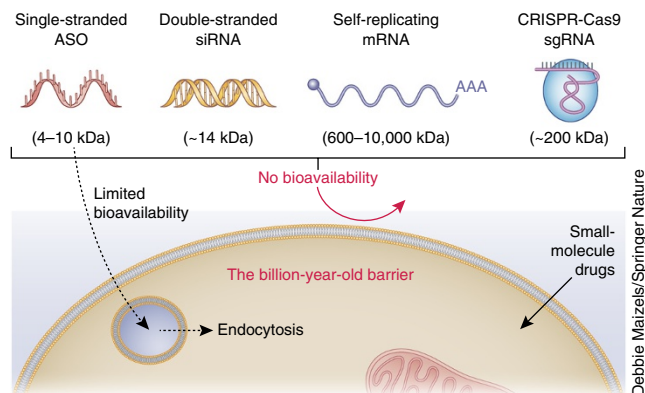 Single-stranded
ASO
Double-stranded
siRNA
Self-replicating
mRNA
CRISPR-Cas9
sgRNA
AAA
(4–10 kDa)
(~14 kDa)
(600–10,000 kDa)
(~200 kDa)
No bioavailability
Limited
bioavailability
Small-
molecule
drugs
The billion-year-old barrier
Endocytosis
Debbie Maizels/Springer Nature